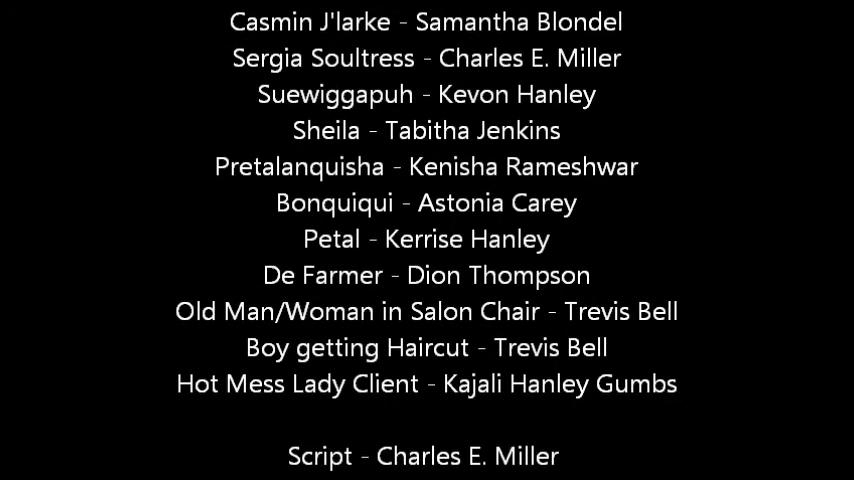 Casmin J'larke - Samantha Blondel
Sergia Soultress - Charles E. Miller
Suewiggapuh - Kevon Hanley
Sheila - Tabitha Jenkins
Pretalanquisha - Kenisha Rameshwar
Bonquiqui - Astonia Carey
Petal - Kerrise Hanley
De Farmer - Dion Thompson
Old Man/Woman in Salon Chair - Trevis Bell
Boy getting Haircut - Trevis Bell
Hot Mess Lady Client - Kajali Hanley Gumbs
Script - Charles E. Miller